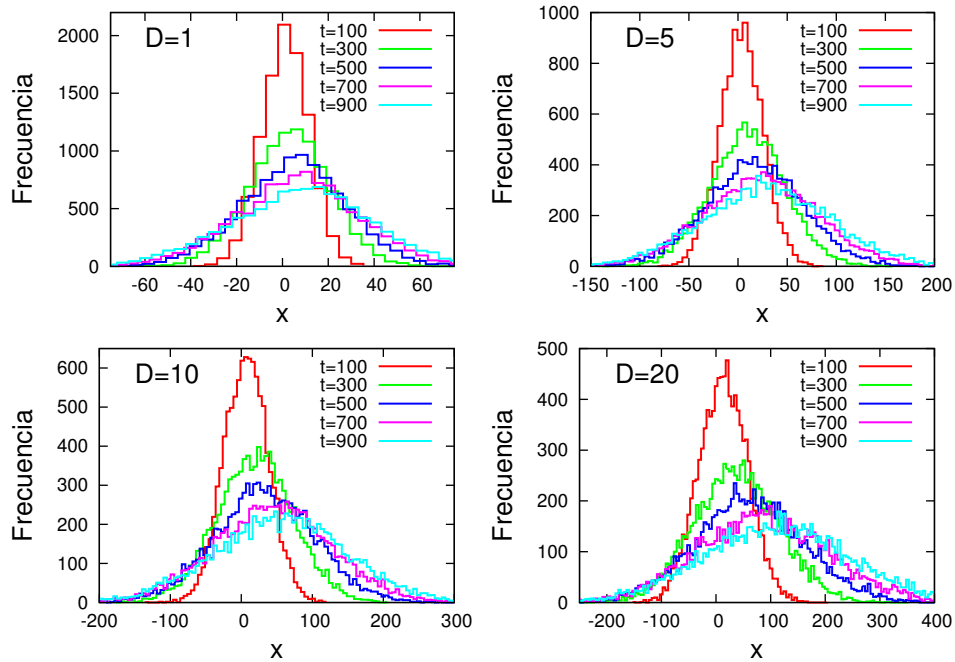 D=1
t=100
t=300
t=500
t=700
t=900
Frecuencia
2000
1500
1000
500
0
-60 -40 -20 0 20 40 60
x
D=5
t=100
t=300
t=500
t=700
t=900
Frecuencia
1000
800
600
400
200
0
-150 -100 -50 0 50 100 150 200
x
D=10
t=100
t=300
t=500
t=700
t=900
Frecuencia
600
500
400
300
200
100
0
-200 -100 0 100 200 300
x
D=20
t=100
t=300
t=500
t=700
t=900
Frecuencia
500
400
300
200
100
0
-200 -100 0 100 200 300 400
x